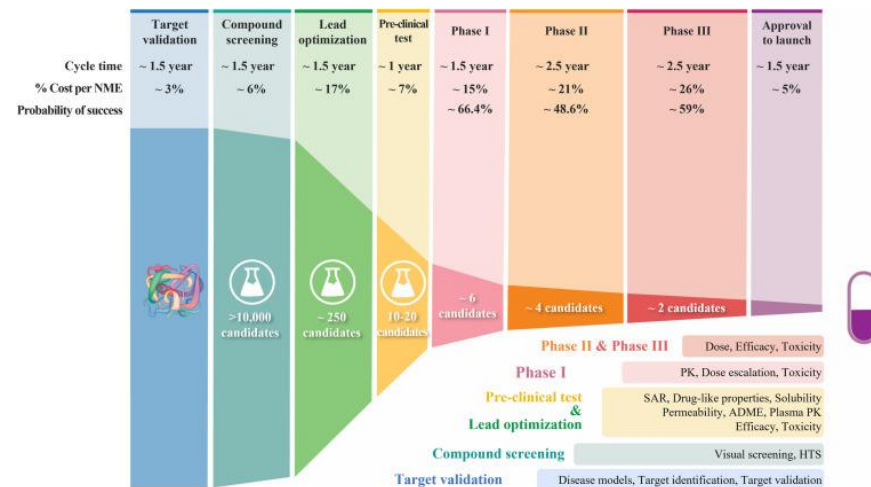 Target validation
Compound screening
Lead optimization
Pre-clinical test
Phase I
Phase II
Phase III
Approval to launch
Cycle time ~ 1.5 year ~ 1.5 year ~ 1.5 year ~ 1 year ~ 1.5 year ~ 2.5 year ~ 2.5 year ~ 1.5 year
% Cost per NME ~ 3% ~ 6% ~ 17% ~ 7% ~ 15% ~ 21% ~ 26% ~ 5%
Probability of success ~ 66.4% ~ 48.6% ~ 59%
>10,000 candidates
~ 250 candidates
10-20 candidates
~ 6 candidates
~ 4 candidates
~ 2 candidates
Phase II & Phase III
Dose, Efficacy, Toxicity
Phase I
PK, Dose escalation, Toxicity
Pre-clinical test
&
Lead optimization
SAR, Drug-like properties, Solubility
Permeability, ADME, Plasma PK
Efficacy, Toxicity
Compound screening
Visual screening, HTS
Target validation
Disease models, Target identification, Target validation